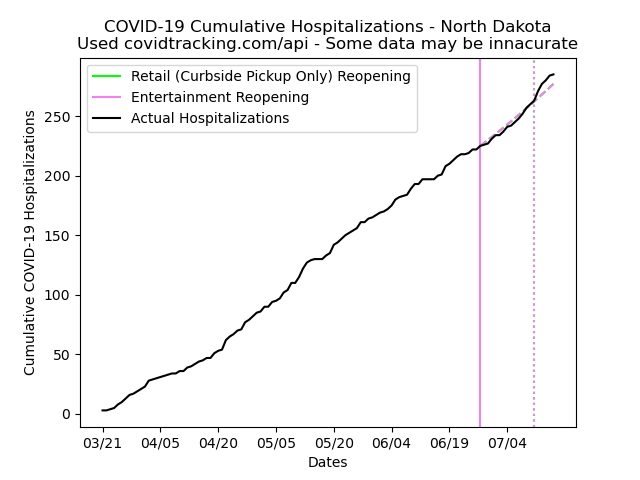 COVID-19 Cumulative Hospitalizations - North Dakota
Used covidtracking.com/api - Some data may be innacurate
Retail (Curbside Pickup Only) Reopening
Entertainment Reopening
Actual Hospitalizations
Cumulative COVID-19 Hospitalizations
250
200
150
100
50
0
03/21 04/05 04/20 05/05 05/20 06/04 06/19 07/04
Dates